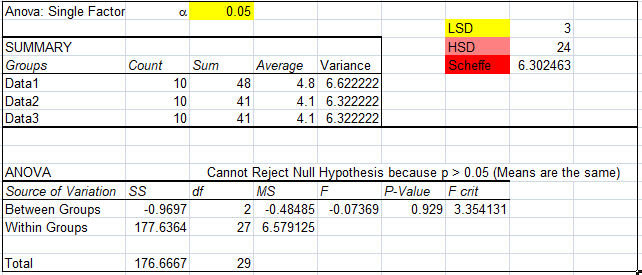 Anova: Single Factor α 0.05
LSD 3
SUMMARY HSD 24
Groups Count Sum Average Variance Scheffe 6.302463
Data1 10 48 4.8 6.622222
Data2 10 41 4.1 6.322222
Data3 10 41 4.1 6.322222
ANOVA Cannot Reject Null Hypothesis because p > 0.05 (Means are the same)
Source of Variation SS df MS F P-Value F crit
Between Groups -0.9697 2 -0.48485 -0.07369 0.929 3.354131
Within Groups 177.6364 27 6.579125
Total 176.6667 29